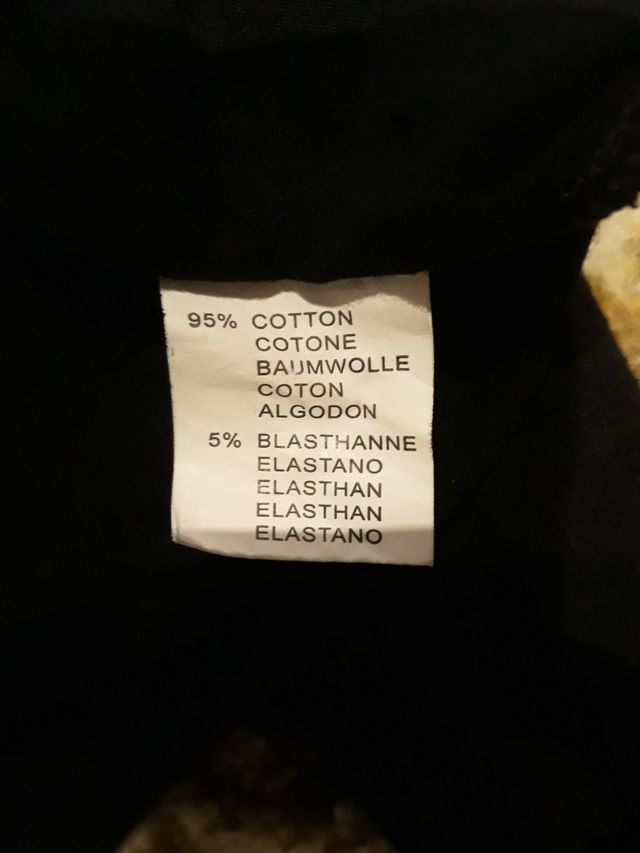 95% COTTON
COTONE
BAUMWOLLE
COTON
ALGODON
5% BLASTHANNE
ELASTANO
ELASTHAN
ELASTHAN
ELASTANO